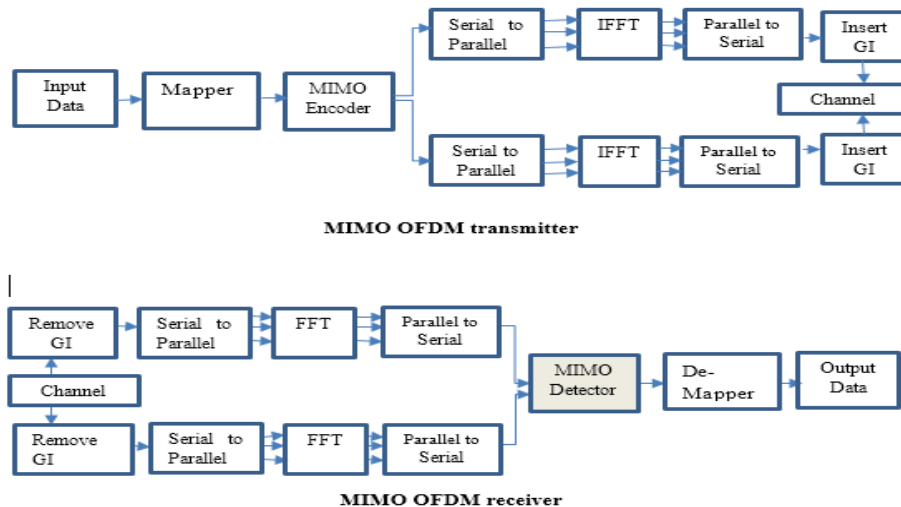 Input
Data
Mapper
MIMO
Encoder
Serial to
Parallel
IFFT
Parallel to
Serial
Insert
GI
Channel
Serial to
Parallel
IFFT
Parallel to
Serial
Insert
GI
MIMO OFDM transmitter
Remove
GI
Serial to
Parallel
FFT
Parallel to
Serial
Channel
Remove
GI
Serial to
Parallel
FFT
Parallel to
Serial
MIMO
Detector
De-
Mapper
Output
Data
MIMO OFDM receiver